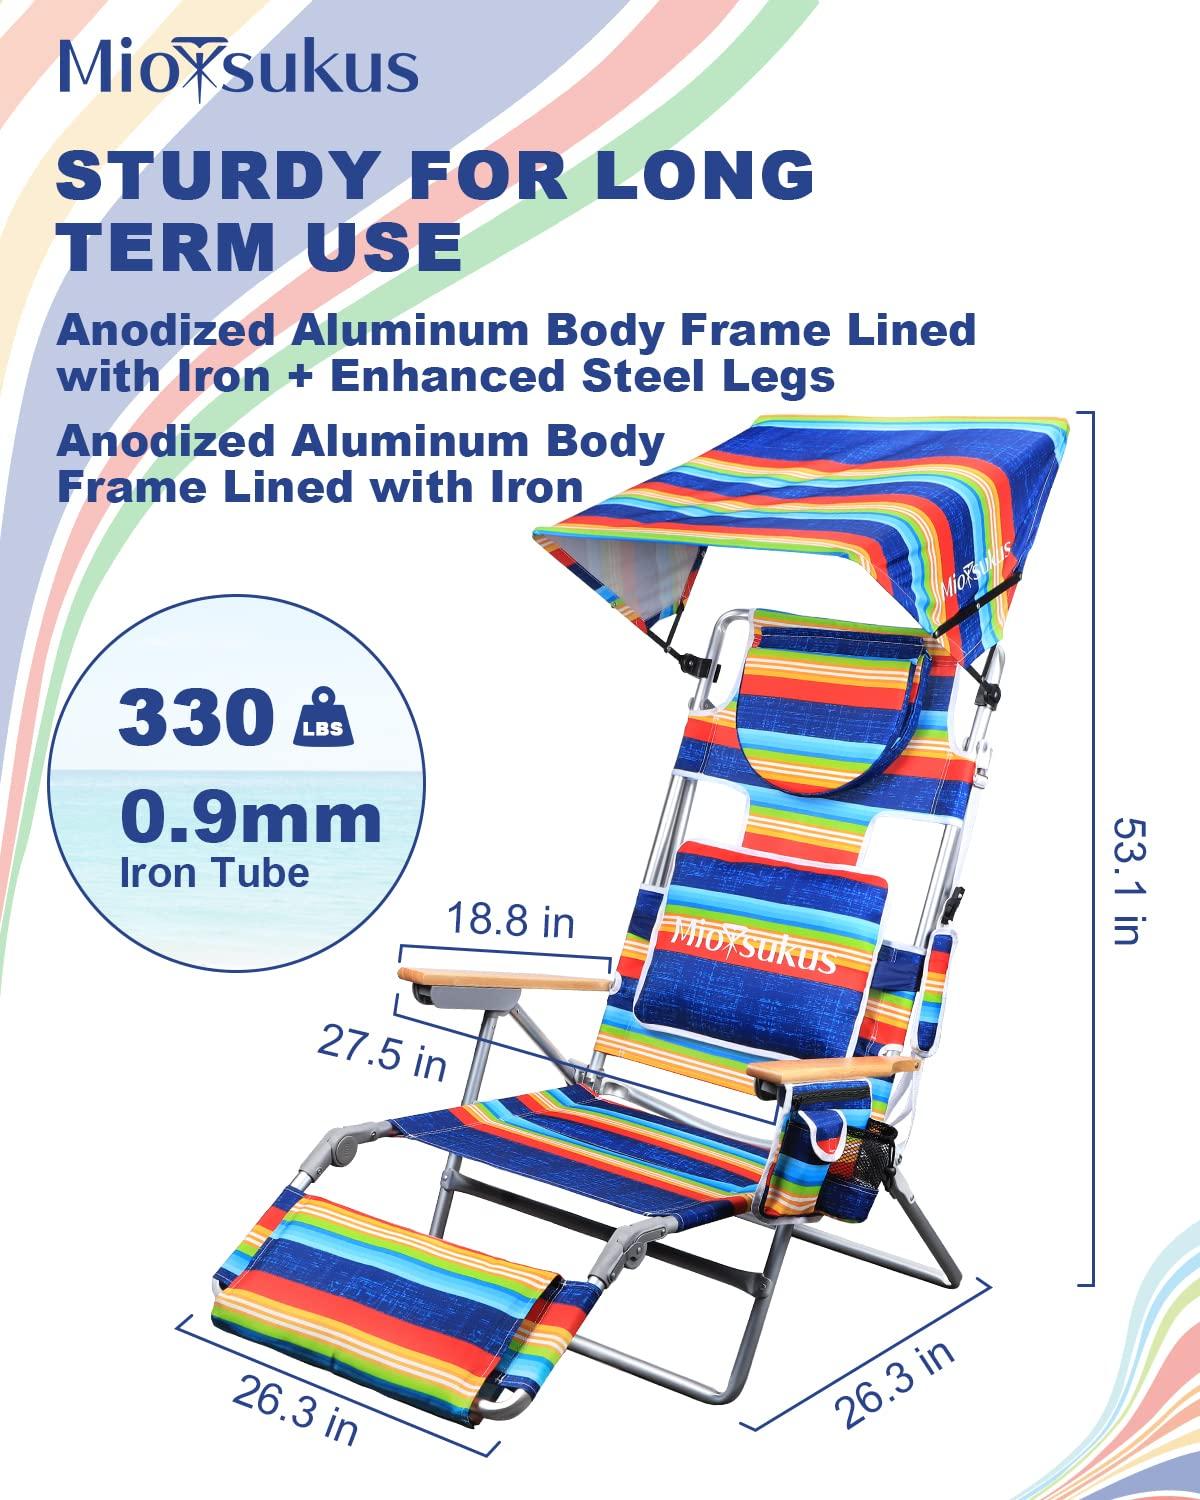 Miotsukus
STURDY FOR LONG
TERM USE
Anodized Aluminum Body Frame Lined
with Iron + Enhanced Steel Legs
Anodized Aluminum Body
Frame Lined with Iron
Miotsukus
330 LBS
0.9mm
Iron Tube
53.1 in
18.8 in
Miotsukus
27.5 in
26.3 in
26.3 in